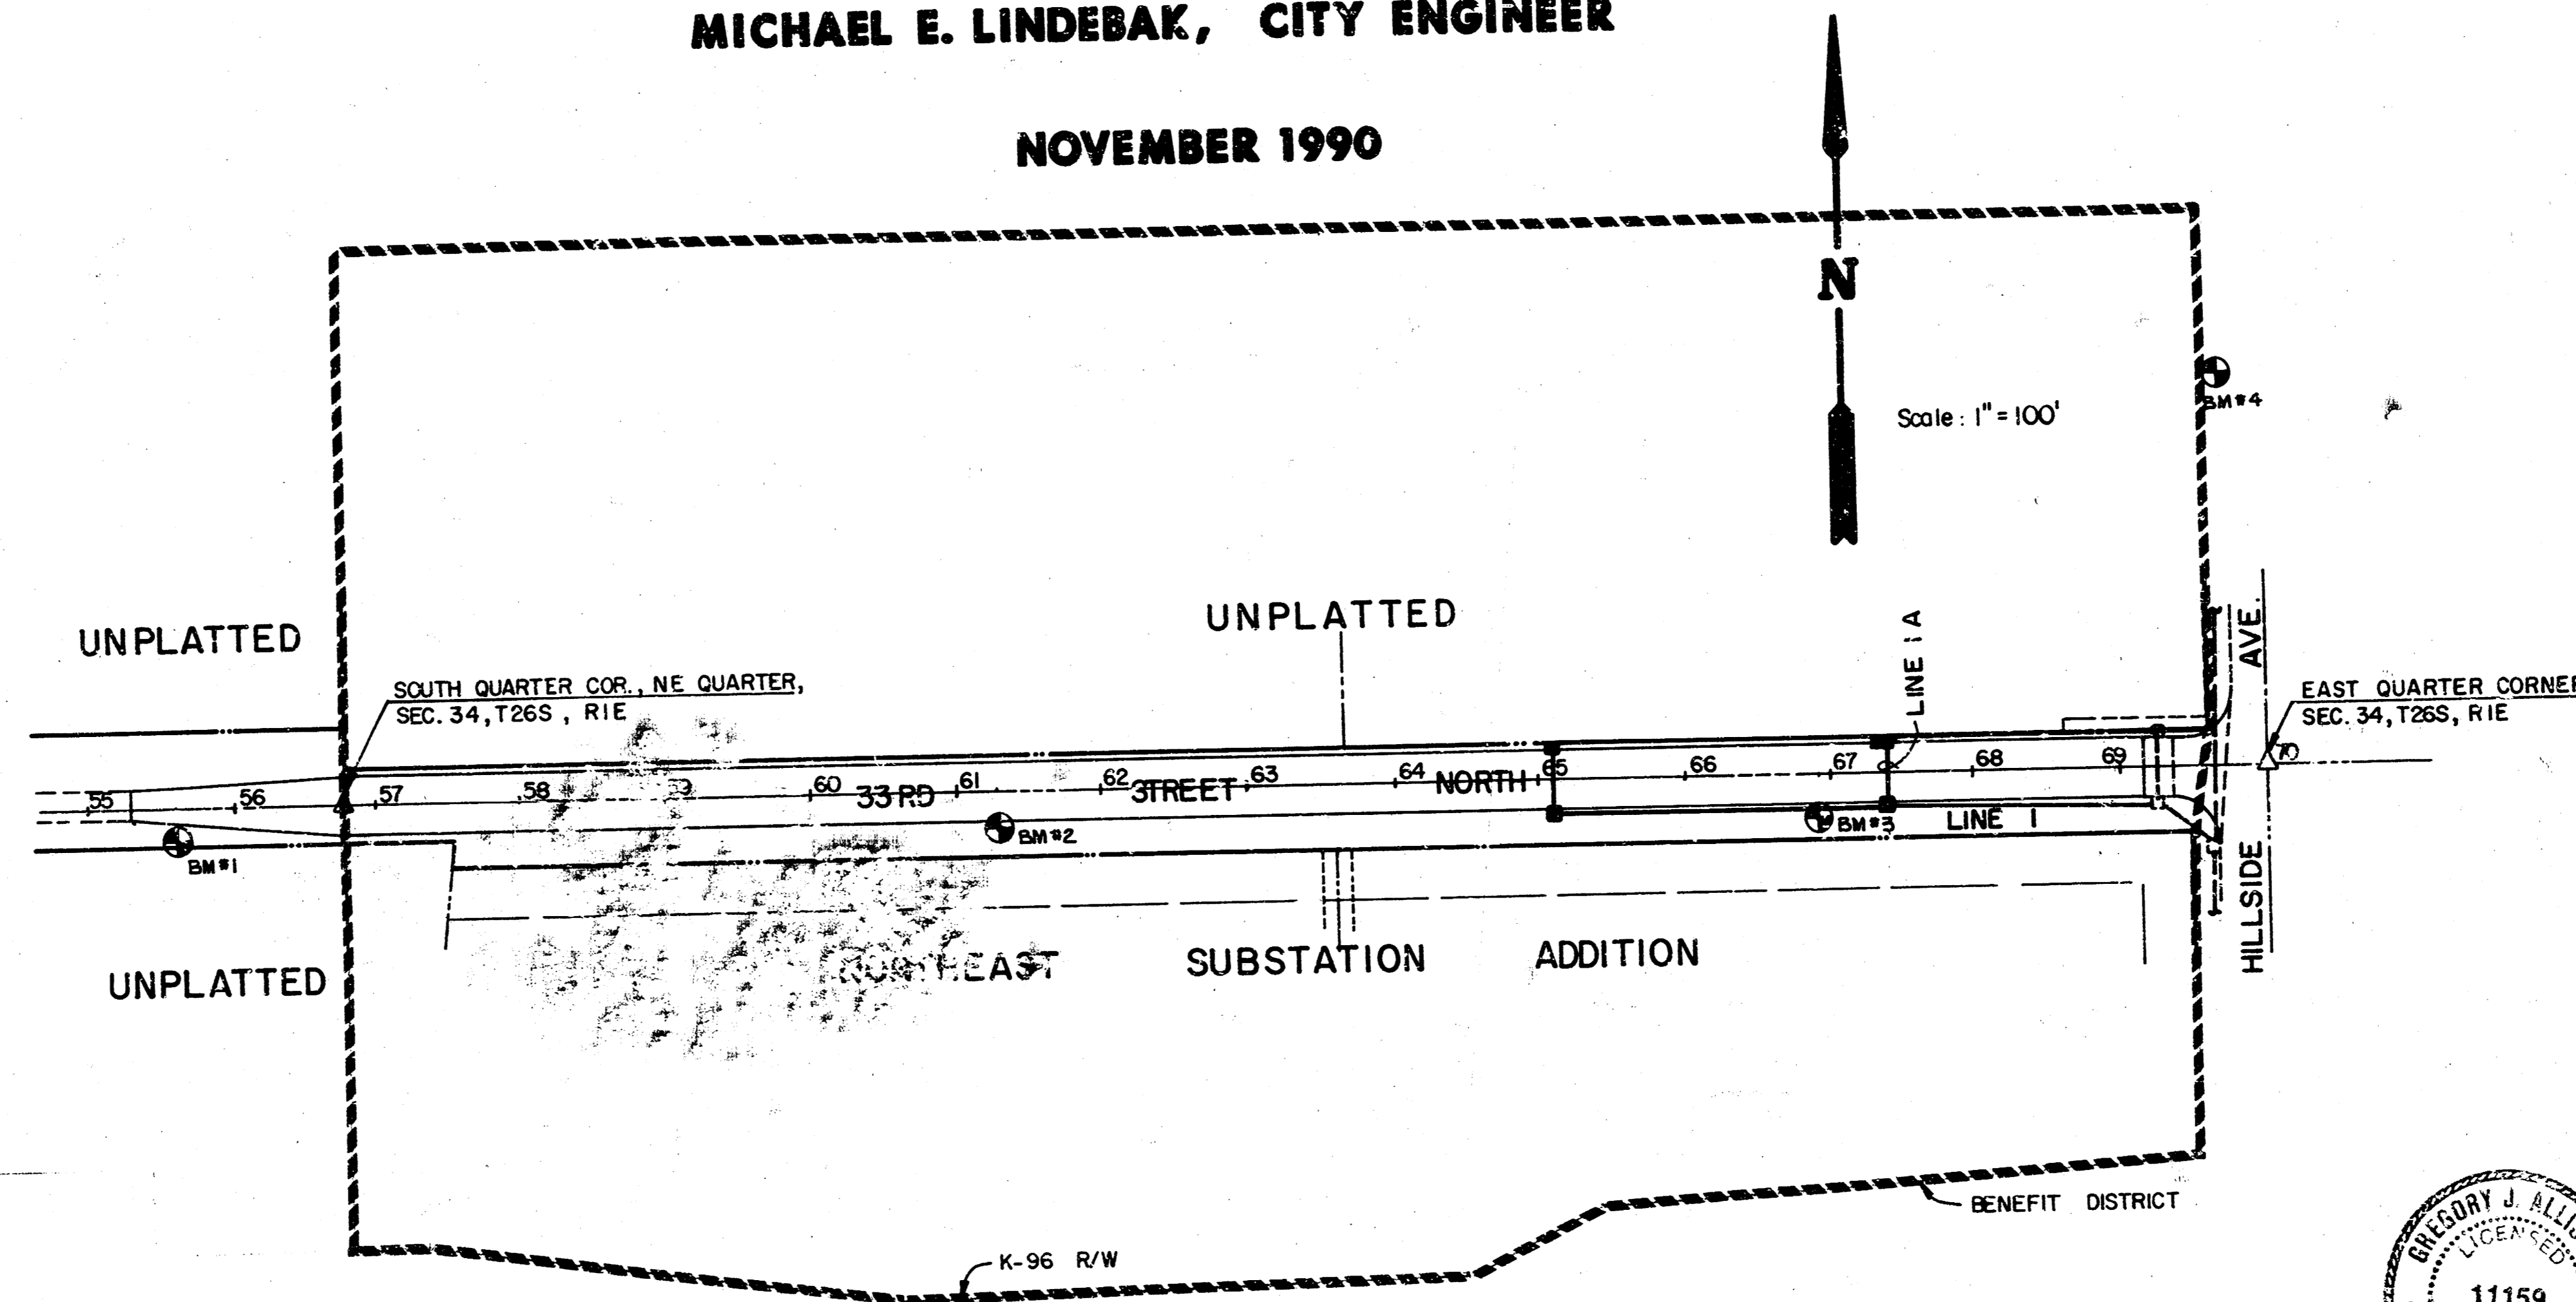 MICHAEL E. LINDEBAK, CITY ENGINEER
NOVEMBER 1990
N
Scale : 1" = 100'
BM#4
UNPLATTED
UNPLATTED
SOUTH QUARTER COR., NE QUARTER,
SEC. 34, T26S, R1E
LINE 1A
HILLSIDE AVE.
EAST QUARTER CORNER
SEC. 34, T26S, R1E
55 56 57 58 60 61 62 63 64 65 66 67 68 69 70
33RD STREET NORTH
BM#1
BM#2
BM#3
LINE 1
UNPLATTED
NORTHEAST SUBSTATION ADDITION
BENEFIT DISTRICT
K-96 R/W
GREGORY J.
LICENSED
11159